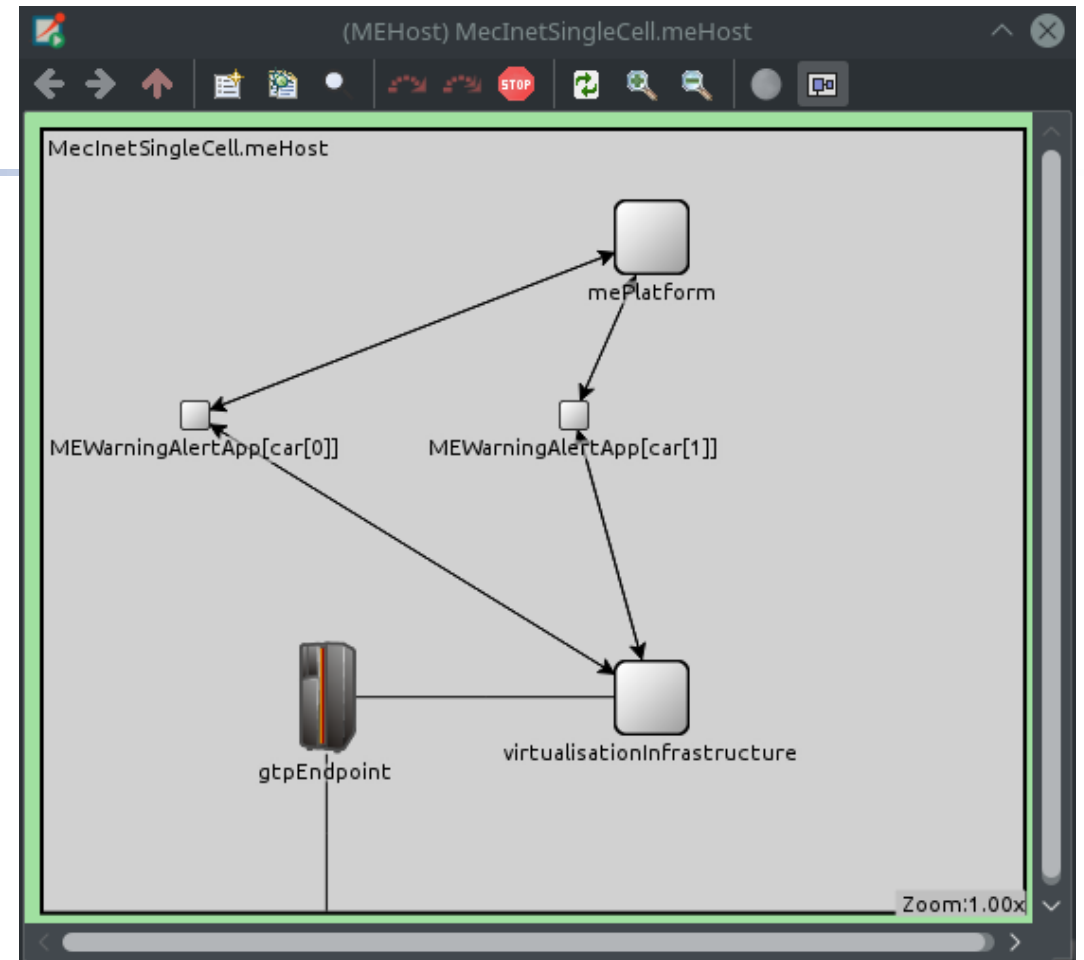 (MEHost) MecInetSingleCell.meHost
STOP
MecInetSingleCell.meHost
mePlatform
MEWarningAlertApp[car[0]]
MEWarningAlertApp[car[1]]
virtualisationInfrastructure
gtpEndpoint
Zoom:1.00x